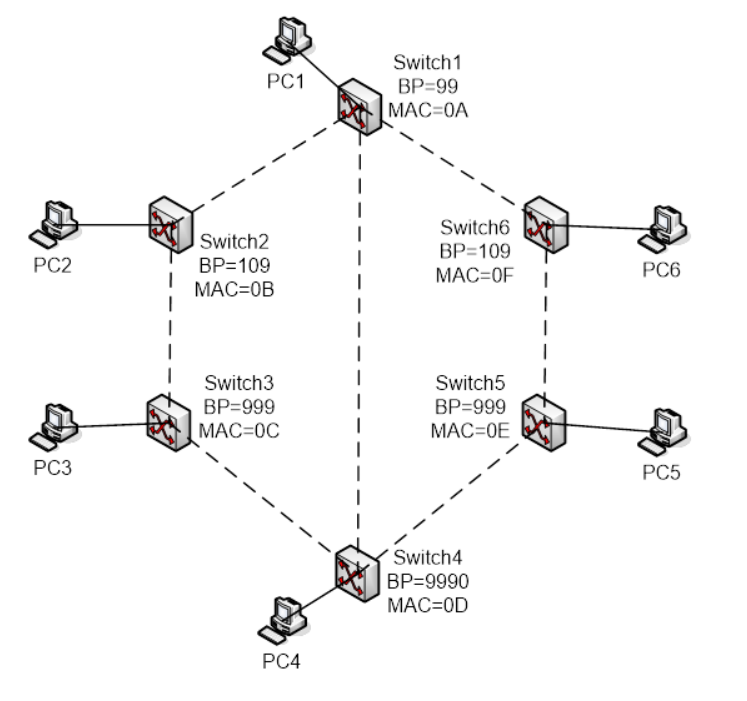 PC1
Switch1
BP=99
MAC=0A
PC2
Switch2
BP=109
MAC=0B
Switch6
BP=109
MAC=0F
PC6
PC3
Switch3
BP=999
MAC=0C
Switch5
BP=999
MAC=0E
PC5
Switch4
BP=9990
MAC=0D
PC4